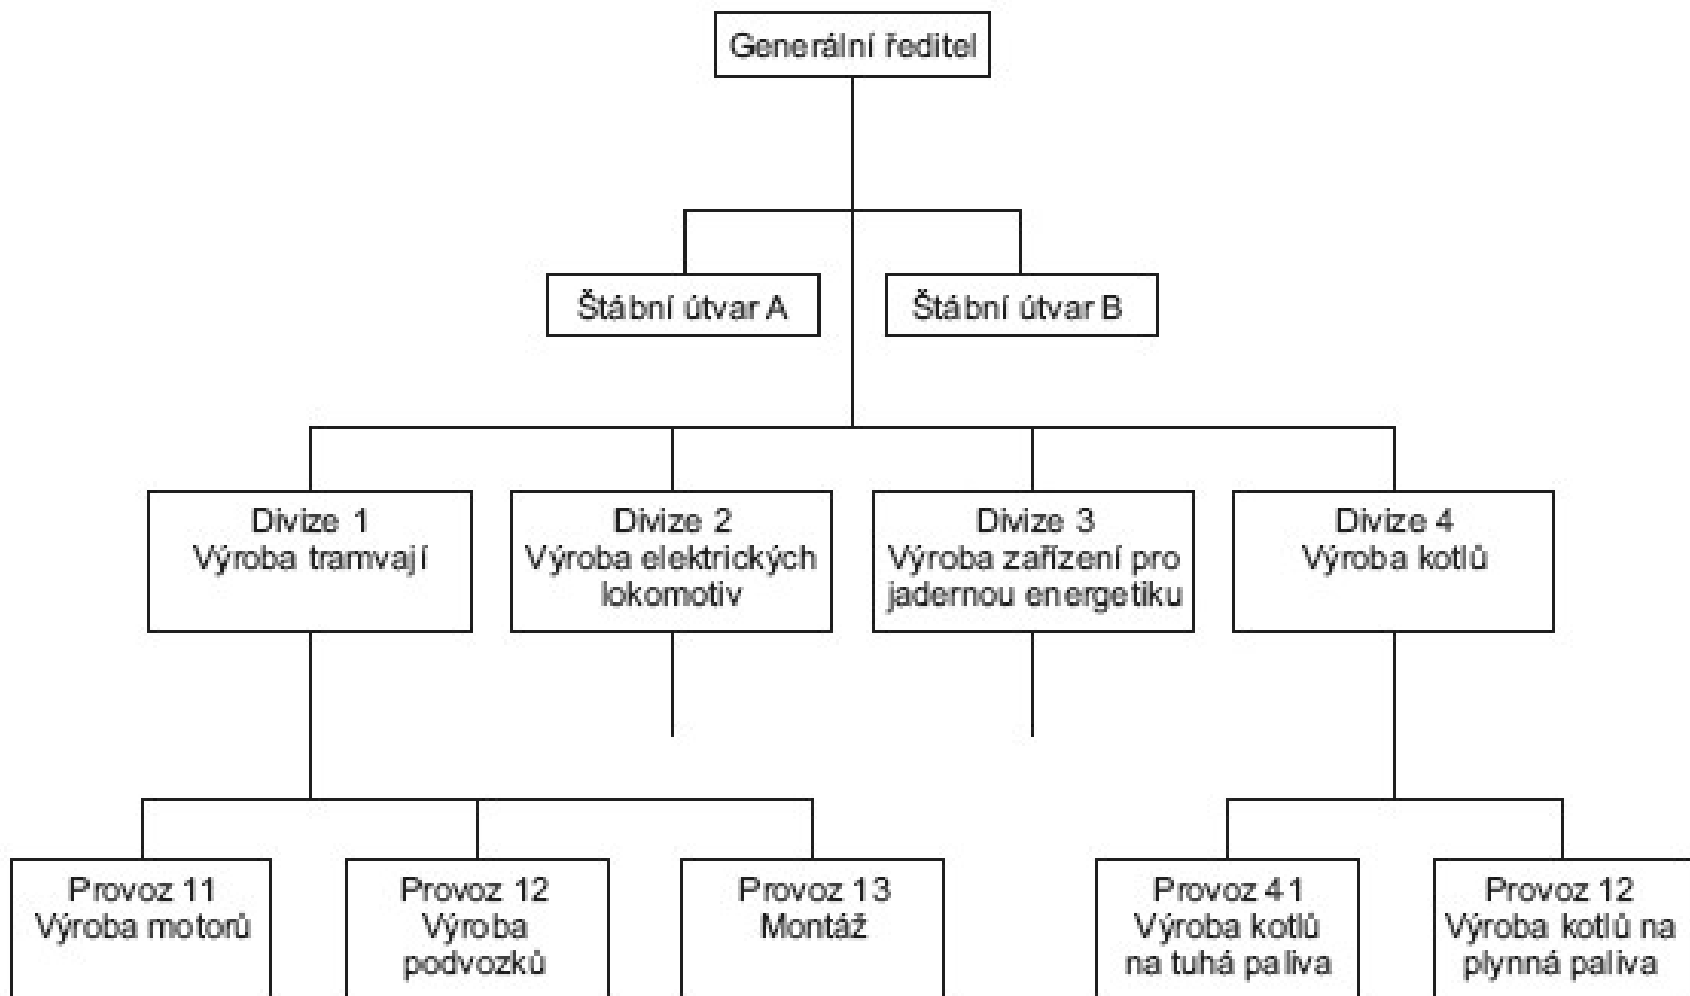 Generální ředitel
Štábní útvar A
Štábní útvar B
Divize 1
Výroba tramvají
Divize 2
Výroba elektrických
lokomotiv
Divize 3
Výroba zařízení pro
jadernou energetiku
Divize 4
Výroba kotlů
Provoz 11
Výroba motorů
Provoz 12
Výroba
podvozků
Provoz 13
Montáž
Provoz 41
Výroba kotlů
na tuhá paliva
Provoz 12
Výroba kotlů na
plynná paliva